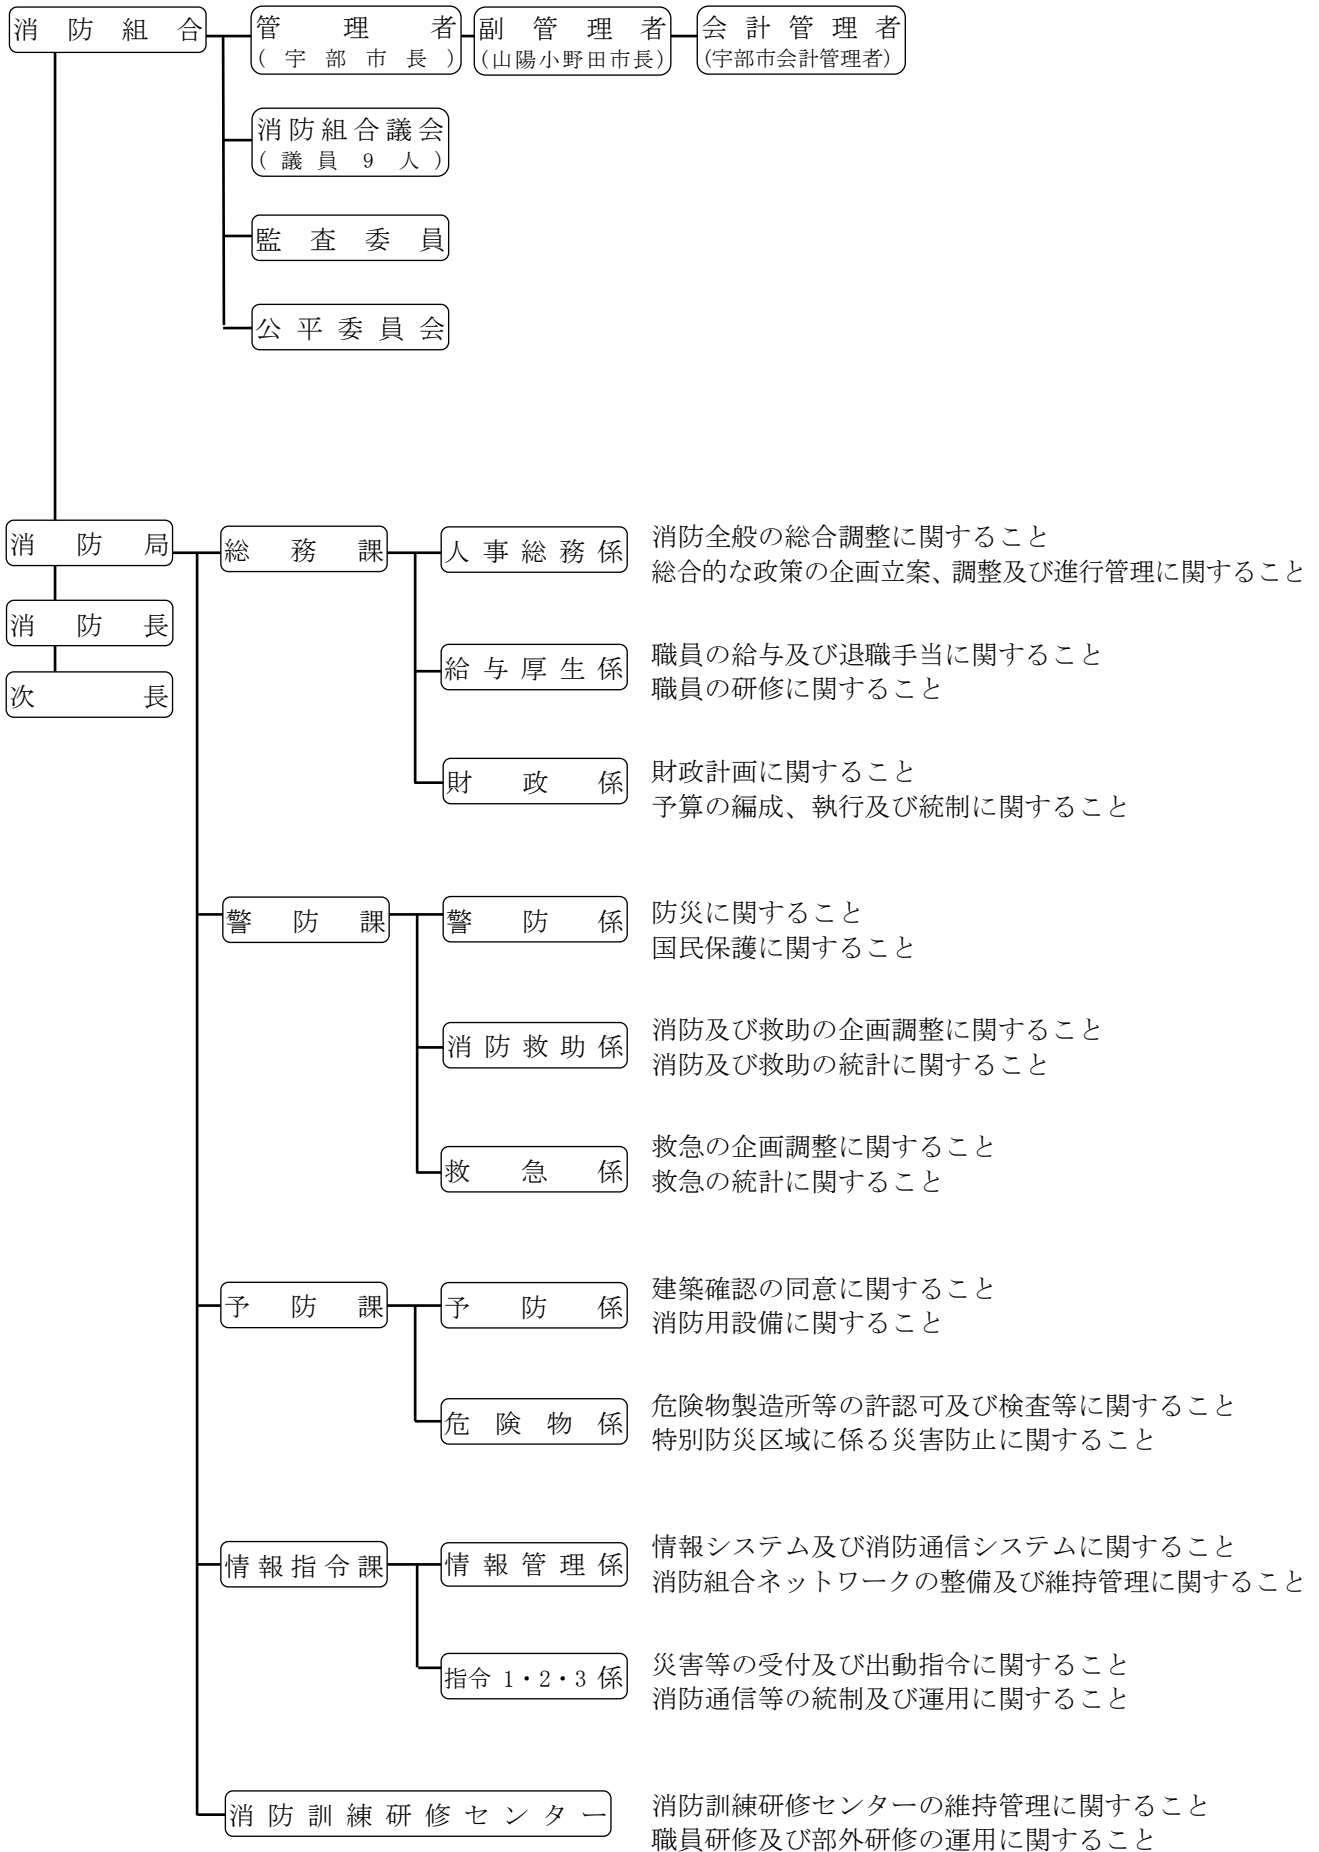 消防組合
管理者
(宇部市長)
副管理者
(山陽小野田市長)
会計管理者
(宇部市会計管理者)
消防組合議会
(議員9人)
監査委員
公平委員会
消防局
消防長
次長
総務課
人事総務係
消防全般の総合調整に関すること
総合的な政策の企画立案、調整及び進行管理に関すること
給与厚生係
職員の給与及び退職手当に関すること
職員の研修に関すること
財政係
財政計画に関すること
予算の編成、執行及び統制に関すること
警防課
警防係
防災に関すること
国民保護に関すること
消防救助係
消防及び救助の企画調整に関すること
消防及び救助の統計に関すること
救急係
救急の企画調整に関すること
救急の統計に関すること
予防課
予防係
建築確認の同意に関すること
消防用設備に関すること
危険物係
危険物製造所等の許認可及び検査等に関すること
特別防災区域に係る災害防止に関すること
情報指令課
情報管理係
情報システム及び消防通信システムに関すること
消防組合ネットワークの整備及び維持管理に関すること
指令1・2・3係
災害等の受付及び出動指令に関すること
消防通信等の統制及び運用に関すること
消防訓練研修センター
消防訓練研修センターの維持管理に関すること
職員研修及び部外研修の運用に関すること